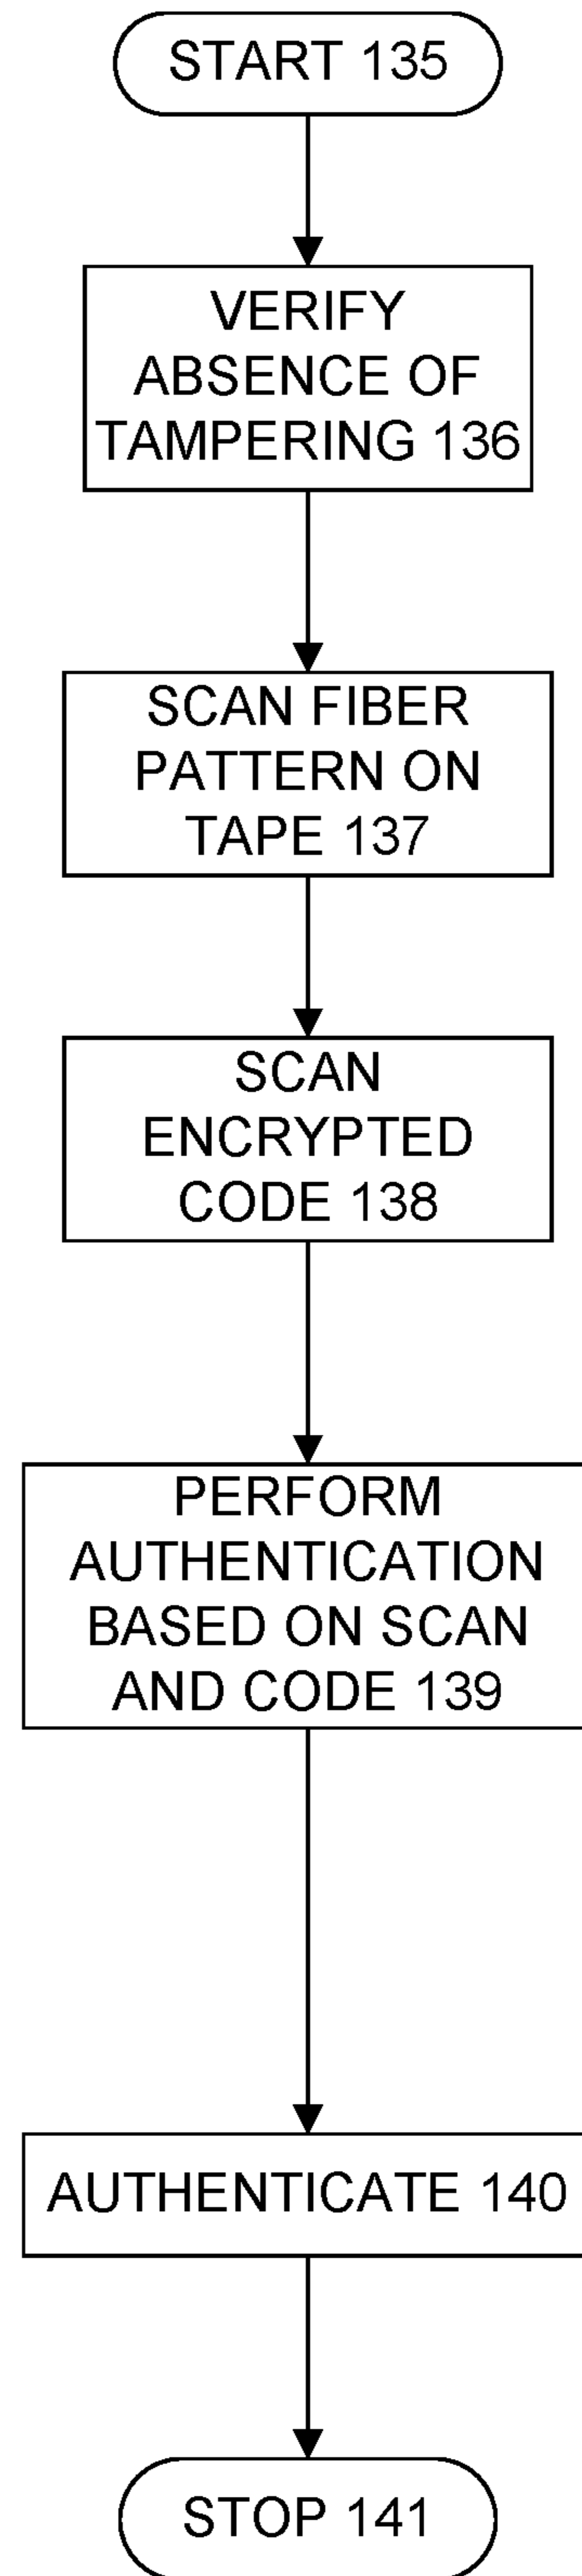 START 135
VERIFY
ABSENCE OF
TAMPERING 136
SCAN FIBER
PATTERN ON
TAPE 137
SCAN
ENCRYPTED
CODE 138
PERFORM
AUTHENTICATION
BASED ON SCAN
AND CODE 139
AUTHENTICATE 140
STOP 141